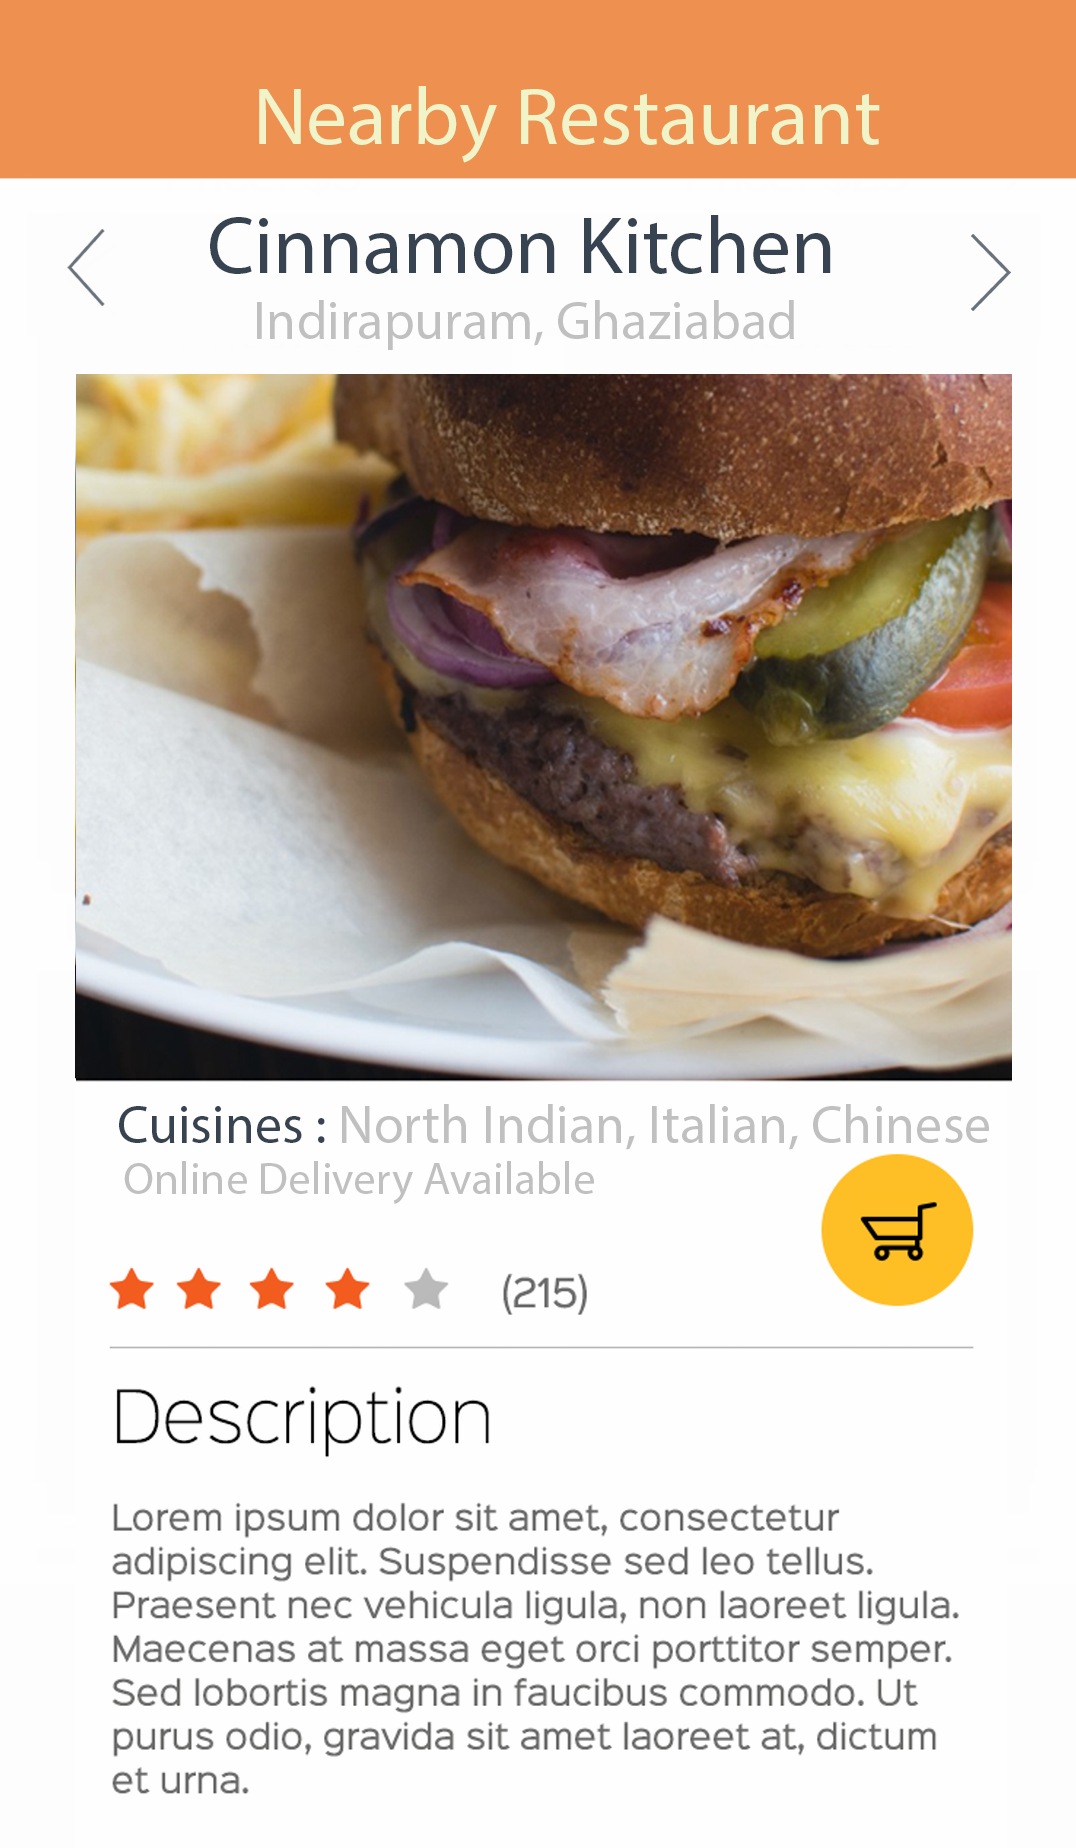 Nearby Restaurant
Cinnamon Kitchen
Indirapuram, Ghaziabad
Cuisines : North Indian, Italian, Chinese
Online Delivery Available
(215)
Description
Lorem ipsum dolor sit amet, consectetur
adipiscing elit. Suspendisse sed leo tellus.
Praesent nec vehicula ligula, non laoreet ligula.
Maecenas at massa eget orci porttitor semper.
Sed lobortis magna in faucibus commodo. Ut
purus odio, gravida sit amet laoreet at, dictum
et urna.